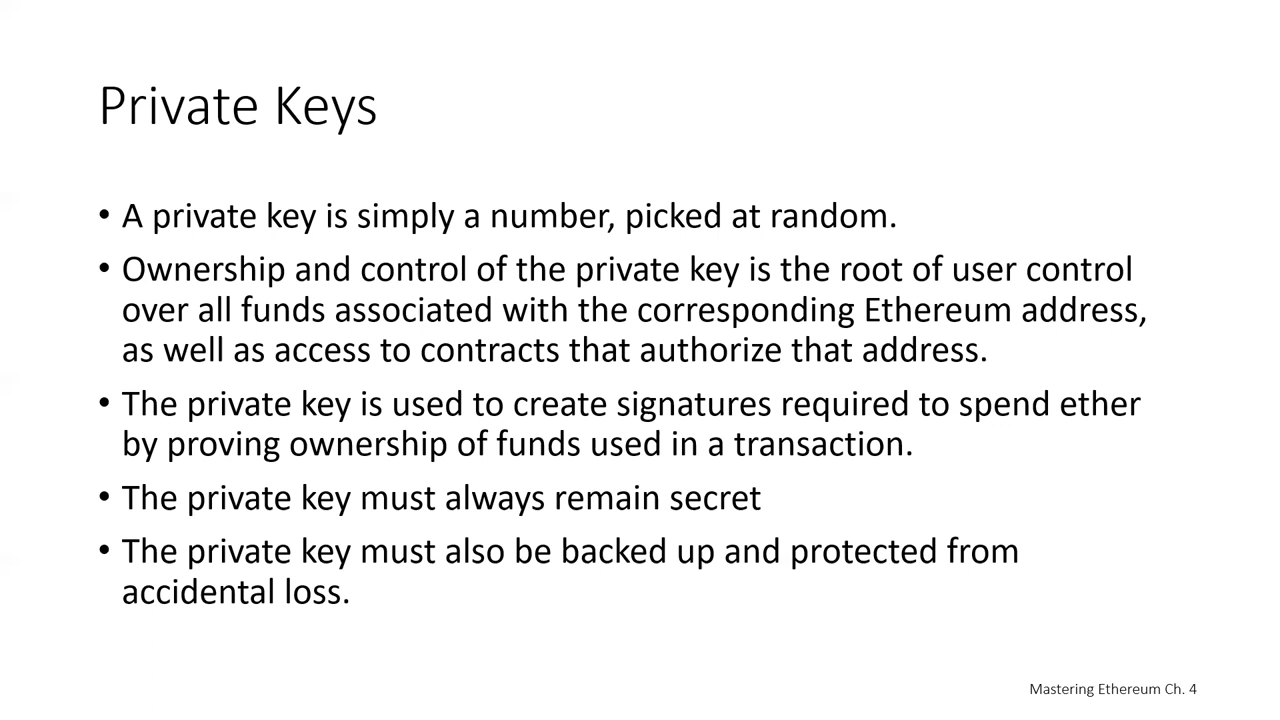 Private Keys
• A private key is simply a number, picked at random.
• Ownership and control of the private key is the root of user control
over all funds associated with the corresponding Ethereum address,
as well as access to contracts that authorize that address.
• The private key is used to create signatures required to spend ether
by proving ownership of funds used in a transaction.
• The private key must always remain secret
• The private key must also be backed up and protected from
accidental loss.
Mastering Ethereum Ch. 4